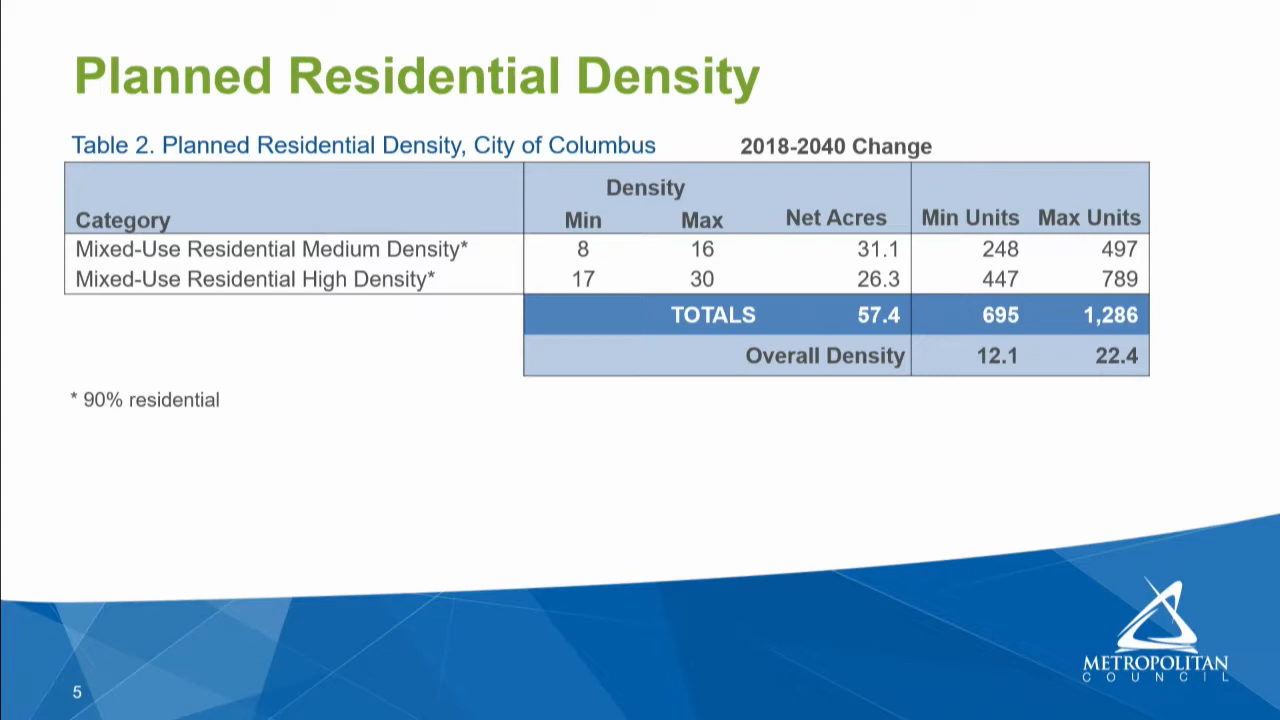 Planned Residential Density
Table 2. Planned Residential Density, City of Columbus 2018-2040 Change
Density
Category Min Max Net Acres Min Units Max Units
Mixed-Use Residential Medium Density* 8 16 31.1 248 497
Mixed-Use Residential High Density* 17 30 26.3 447 789
TOTALS 57.4 695 1,286
Overall Density 12.1 22.4
* 90% residential
METROPOLITAN
COUNCIL
5